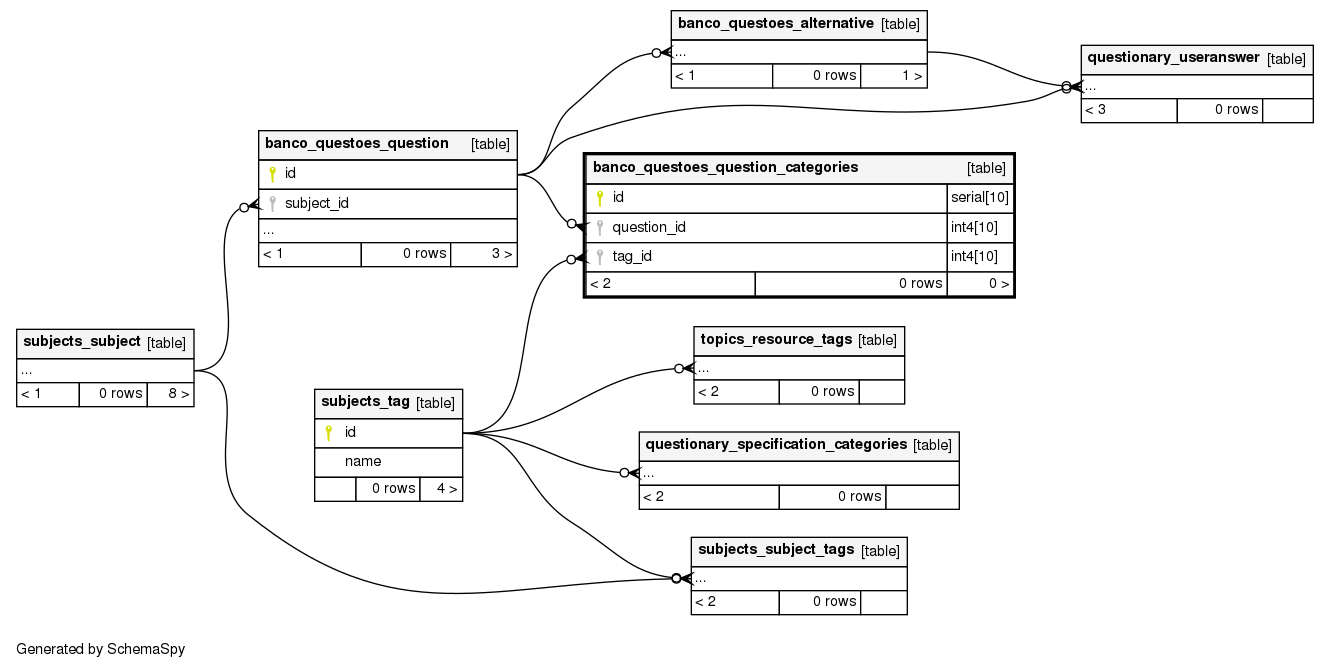 banco_questoes_alternative [table]
...
< 1 0 rows 1 >
questionary_useranswer [table]
...
< 3 0 rows
banco_questoes_question [table]
id
subject_id
...
< 1 0 rows 3 >
banco_questoes_question_categories [table]
id serial[10]
question_id int4[10]
tag_id int4[10]
< 2 0 rows 0 >
subjects_subject [table]
...
< 1 0 rows 8 >
topics_resource_tags [table]
...
< 2 0 rows
subjects_tag [table]
id
name
0 rows 4 >
questionary_specification_categories [table]
...
< 2 0 rows
subjects_subject_tags [table]
...
< 2 0 rows
Generated by SchemaSpy